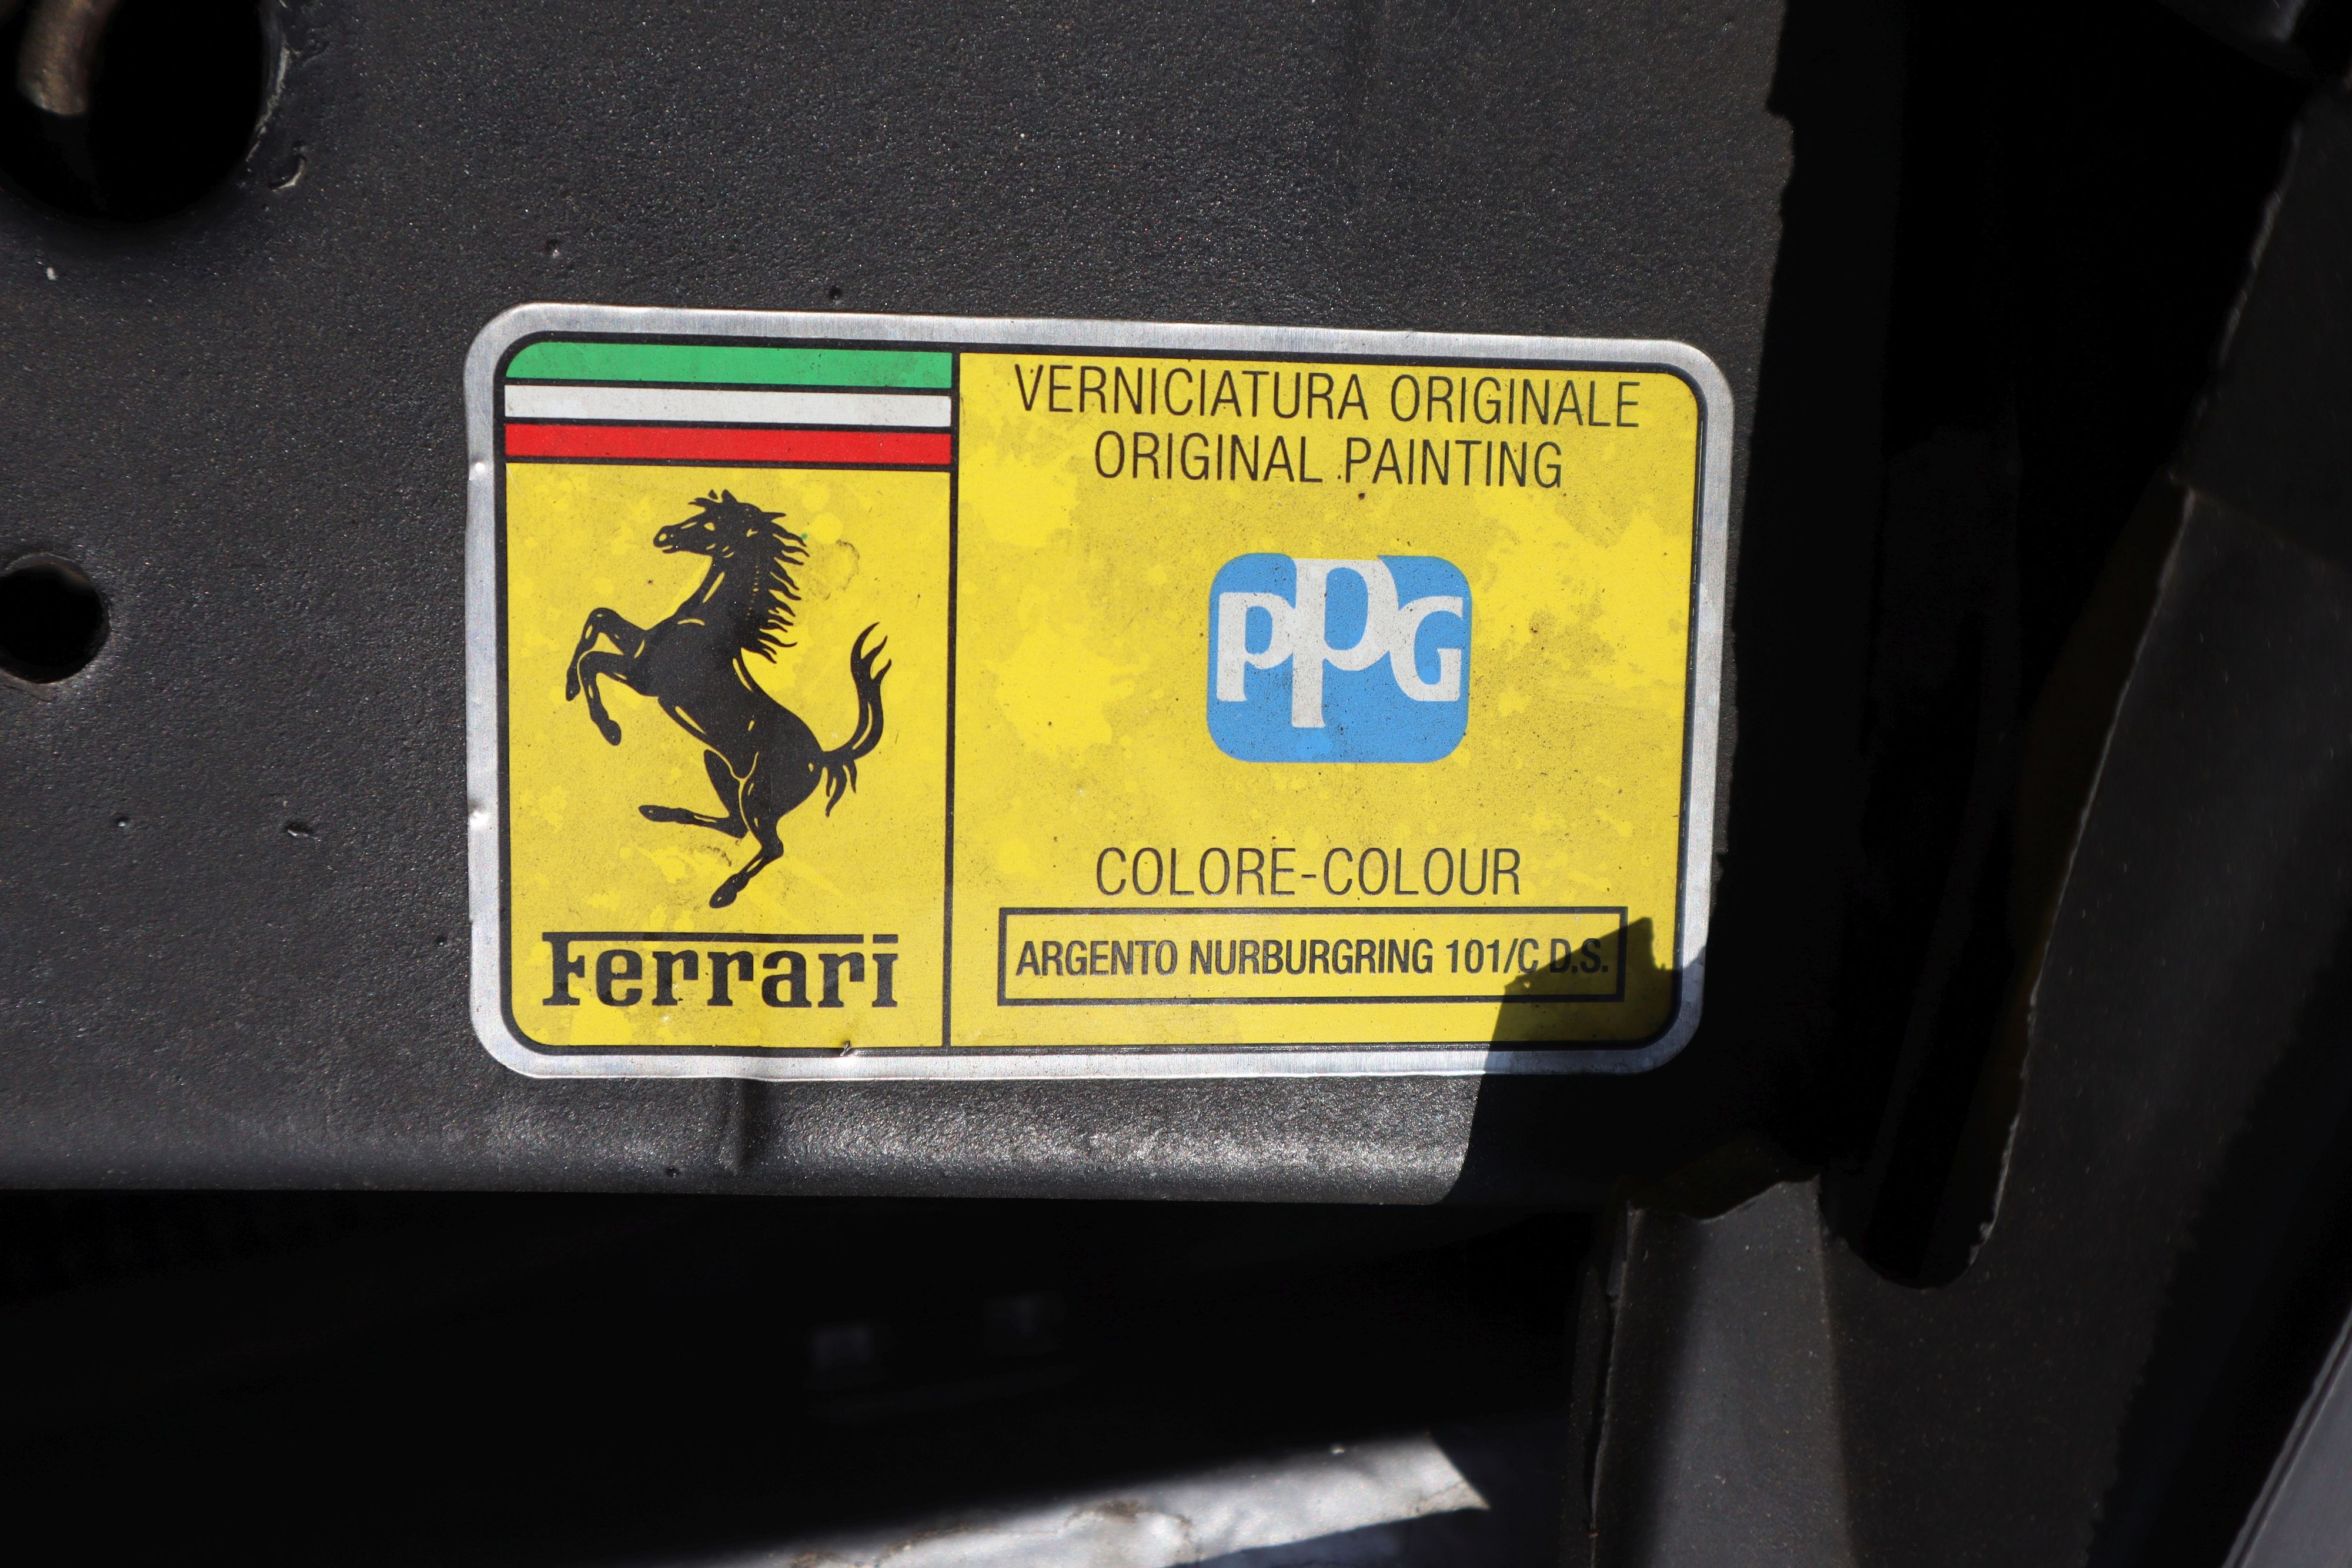 VERNICIATURA ORIGINALE
ORIGINAL PAINTING
PPG
COLORE-COLOUR
ARGENTO NURBURGRING 101/C D.S.
Ferrari